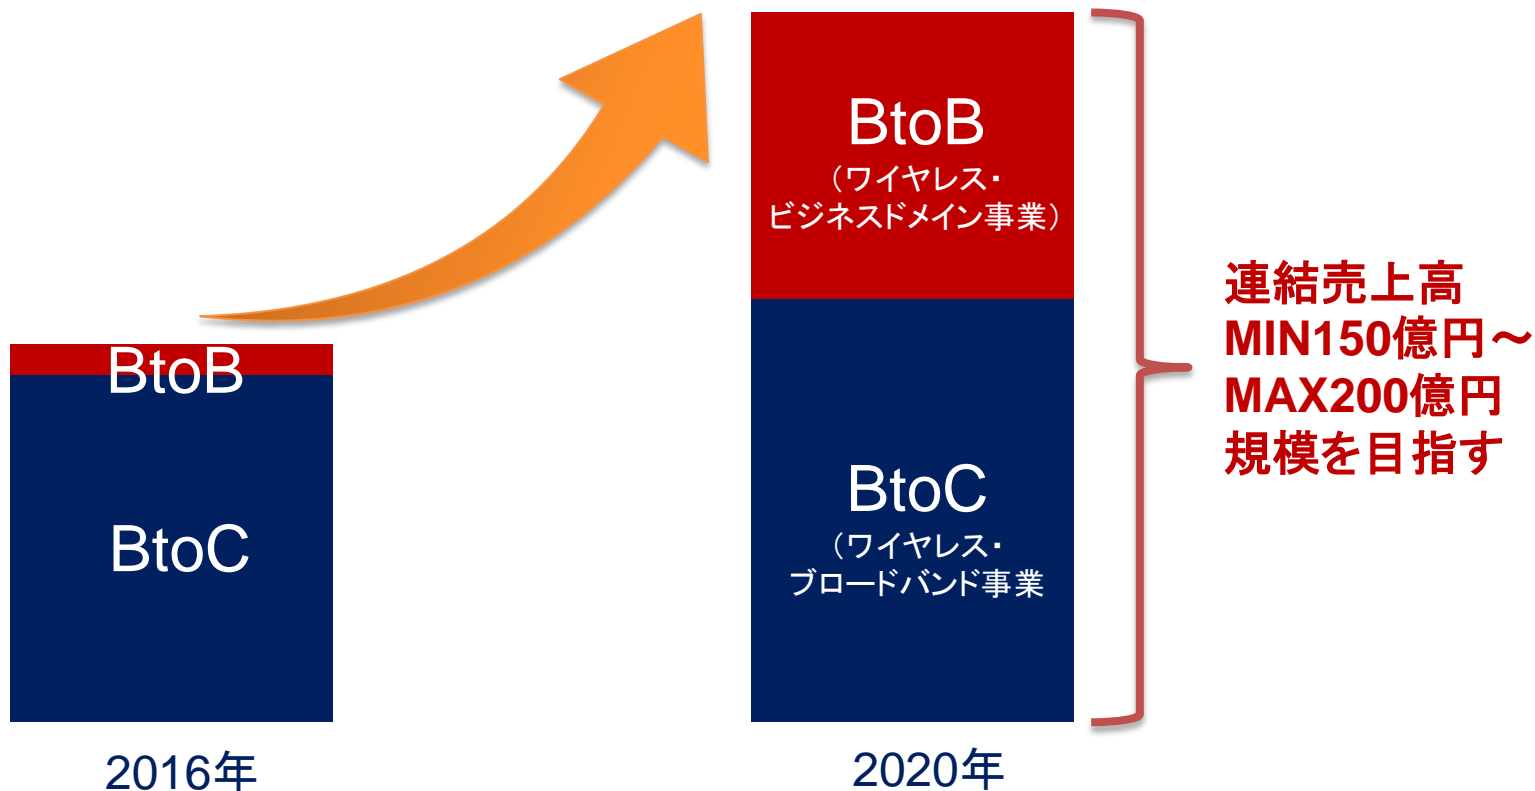 BtoB
BtoC
2016年
BtoB
（ワイヤレス・
ビジネスドメイン事業）
BtoC
（ワイヤレス・
ブロードバンド事業
2020年
連結売上高
MIN150億円～
MAX200億円
規模を目指す